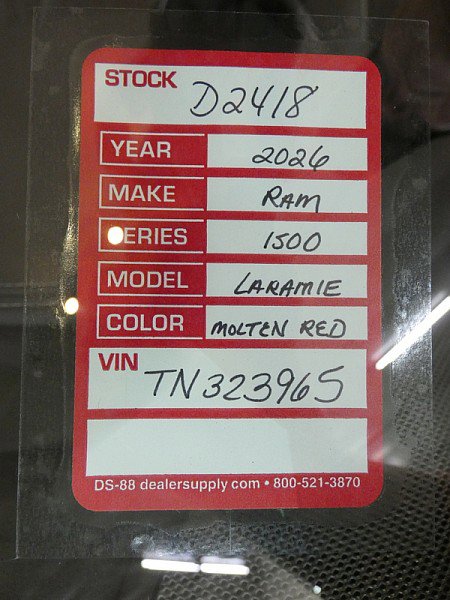 STOCK D2418
YEAR 2026
MAKE RAM
SERIES 1500
MODEL LARAMIE
COLOR MOLTEN RED
VIN TN323965
DS-88 dealersupply.com • 800-521-3870